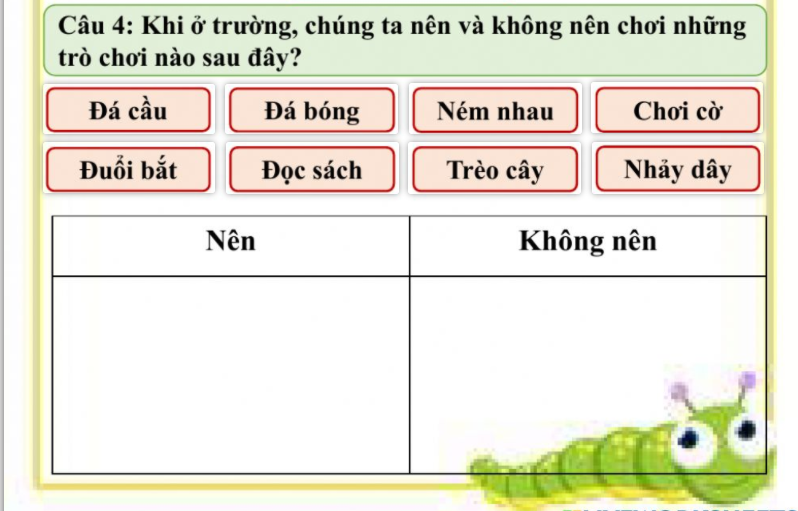 Câu 4: Khi ở trường, chúng ta nên và không nên chơi những
trò chơi nào sau đây?
Đá cầu Đá bóng Ném nhau Chơi cờ
Đuổi bắt Đọc sách Trèo cây Nhảy dây
Nên Không nên